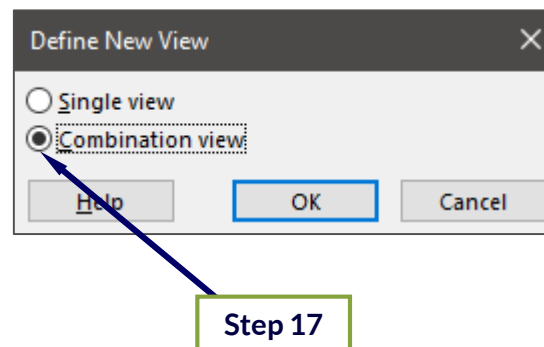 Define New View
Single view
Combination view
Help OK Cancel
Step 17